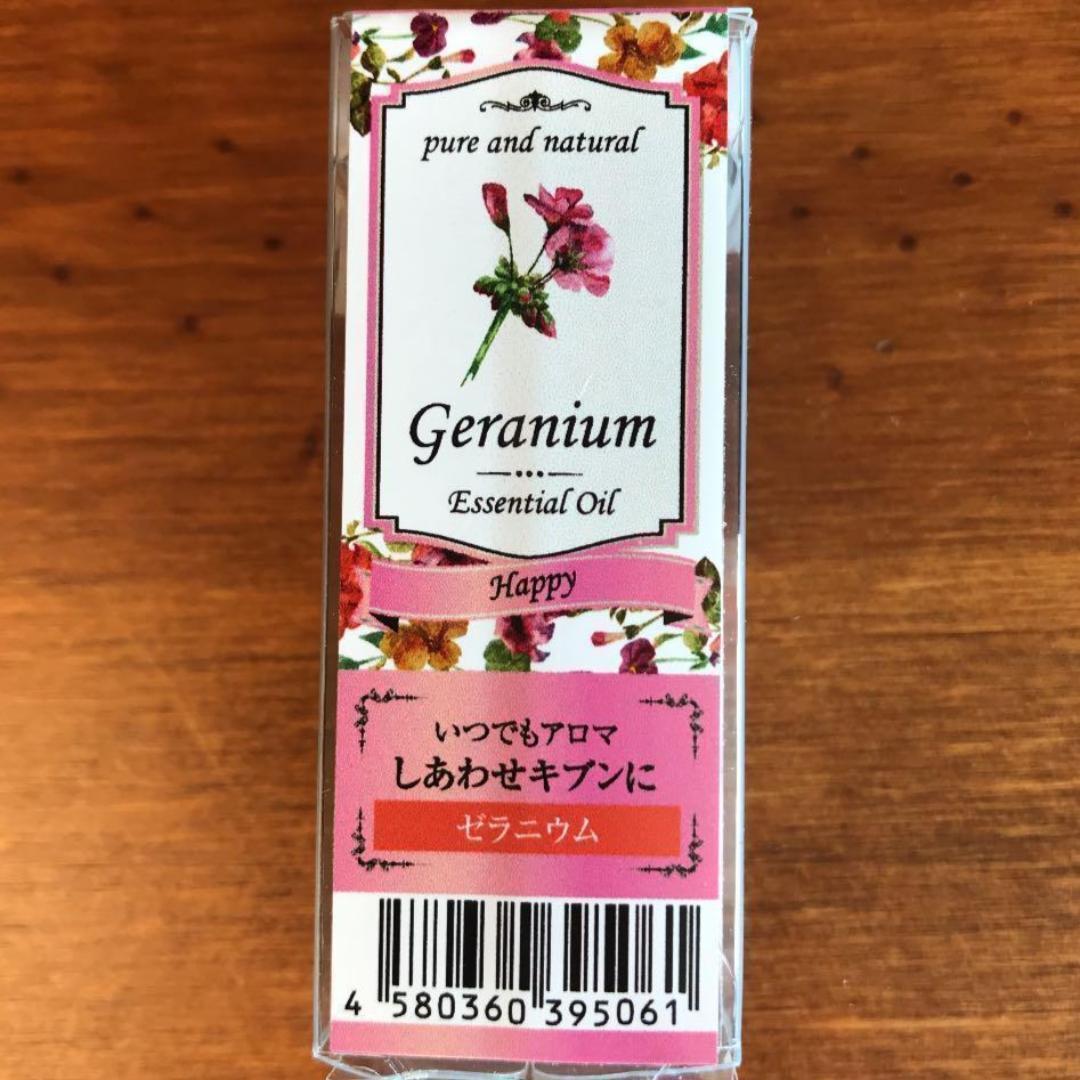 pure and natural
Geranium
Essential Oil
Happy
いつでもアロマ
しあわせキブンに
ゼラニウム
4 580360 395061